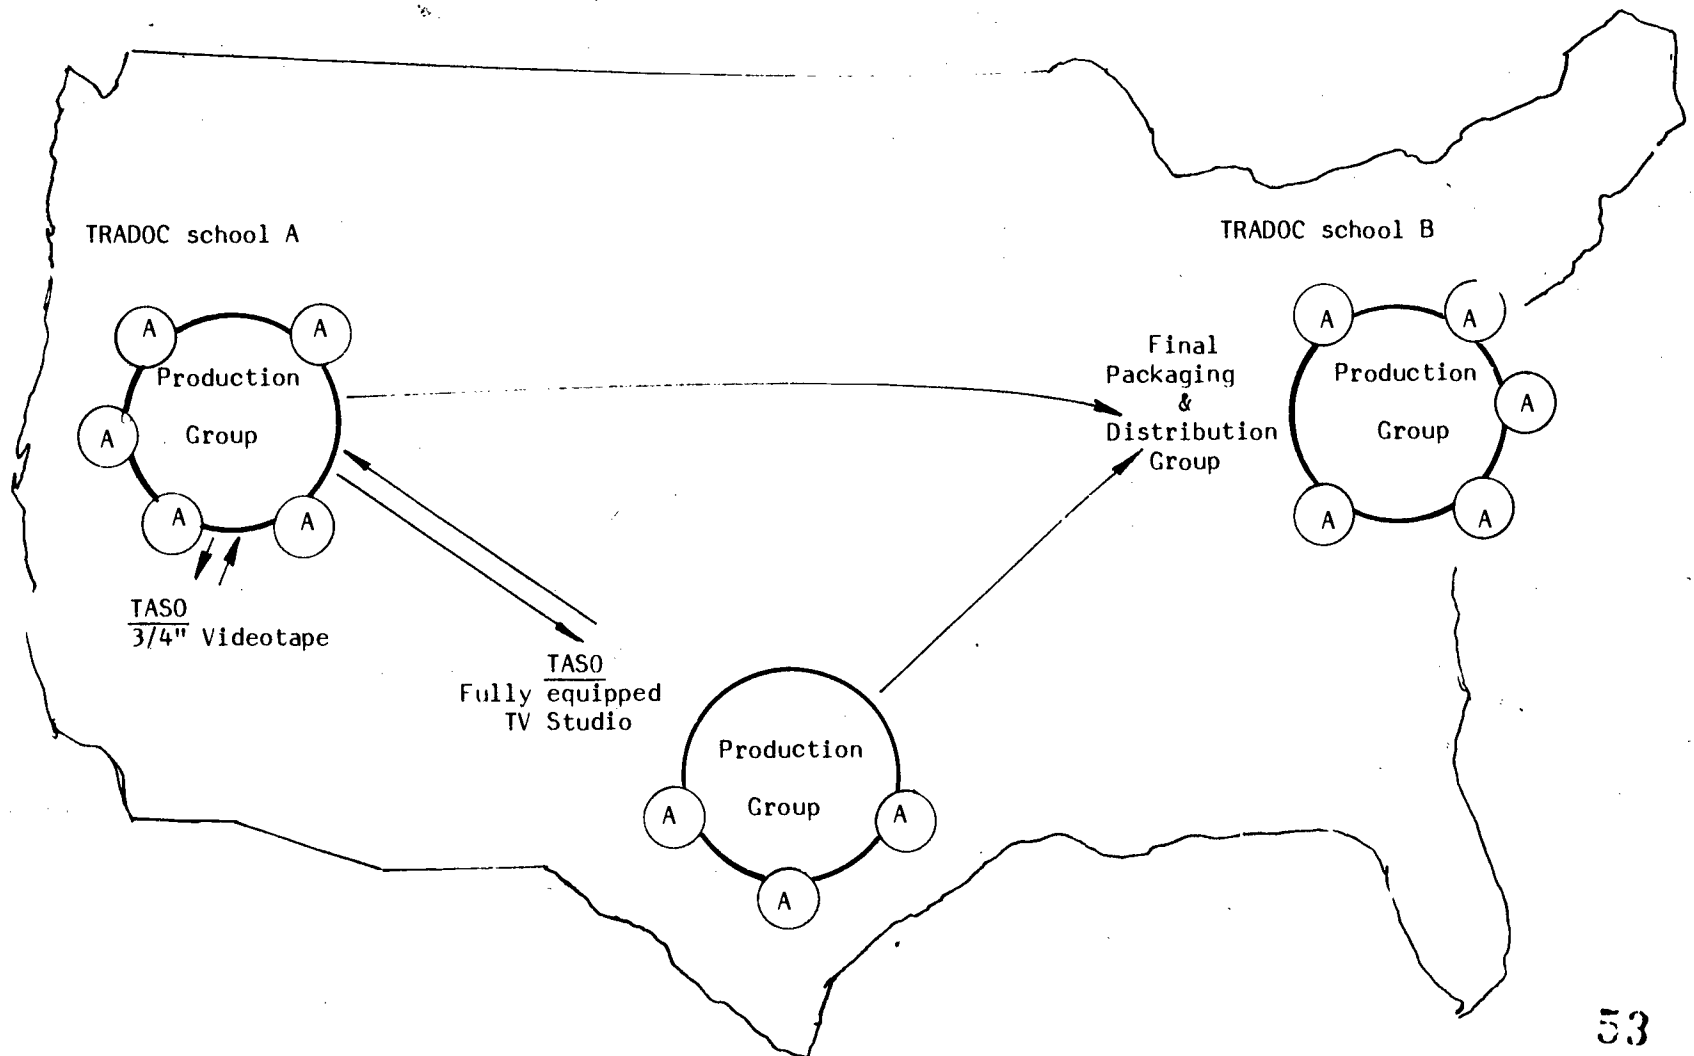 TRADOC school A
TRADOC school B
A
A
Production
Group
A
A
A
TASO
3/4" Videotape
TASO
Fully equipped
TV Studio
Production
Group
A
A
A
Final
Packaging
&
Distribution
Group
A
A
Production
Group
A
A
A
53